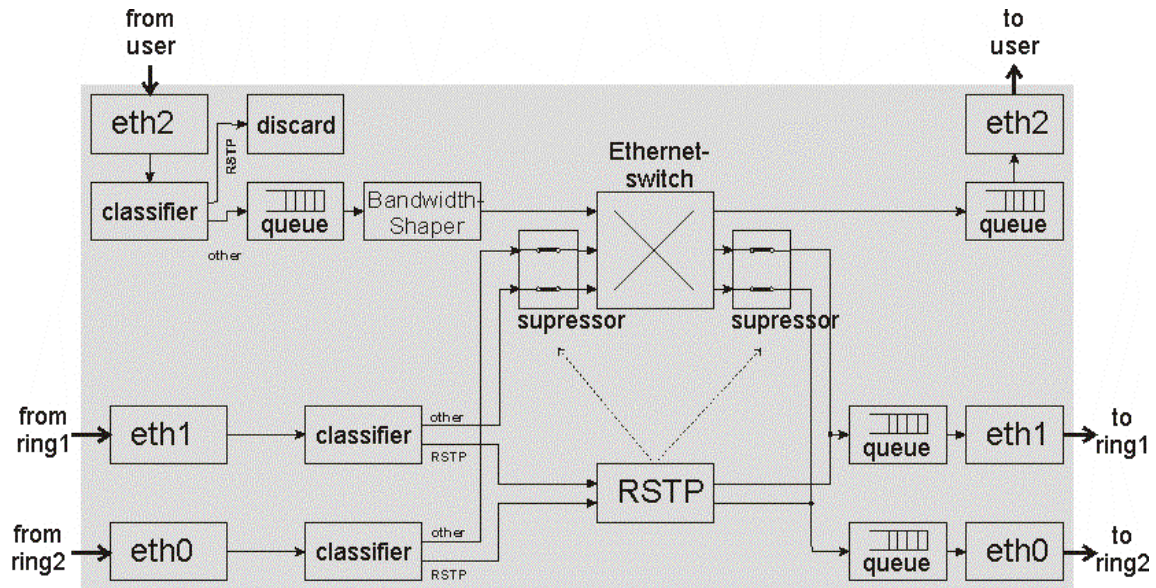 from
user
to
user
eth2
discard
eth2
RSTP
Ethernet-
switch
classifier
queue
Bandwidth-
Shaper
queue
other
supressor
supressor
from
ring1
eth1
classifier
other
RSTP
queue
eth1
to
ring1
RSTP
from
ring2
eth0
classifier
other
RSTP
queue
eth0
to
ring2